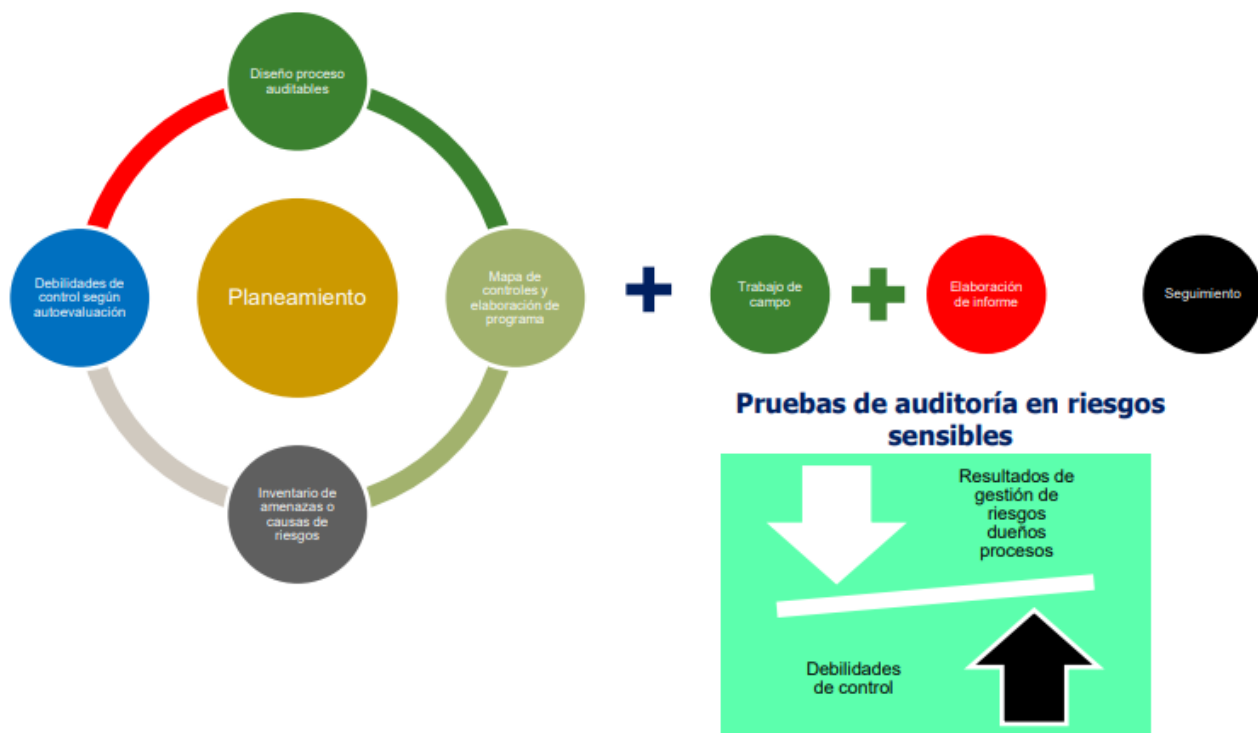 Diseño proceso
auditables
Debilidades de
control según
autoevaluación
Planeamiento
Mapa de
controles y
elaboración de
programa
Inventario de
amenazas o
causas de
riesgos
Trabajo de
campo
Elaboración
de informe
Seguimiento
Pruebas de auditoría en riesgos
sensibles
Resultados de
gestión de
riesgos
dueños
procesos
Debilidades
de control